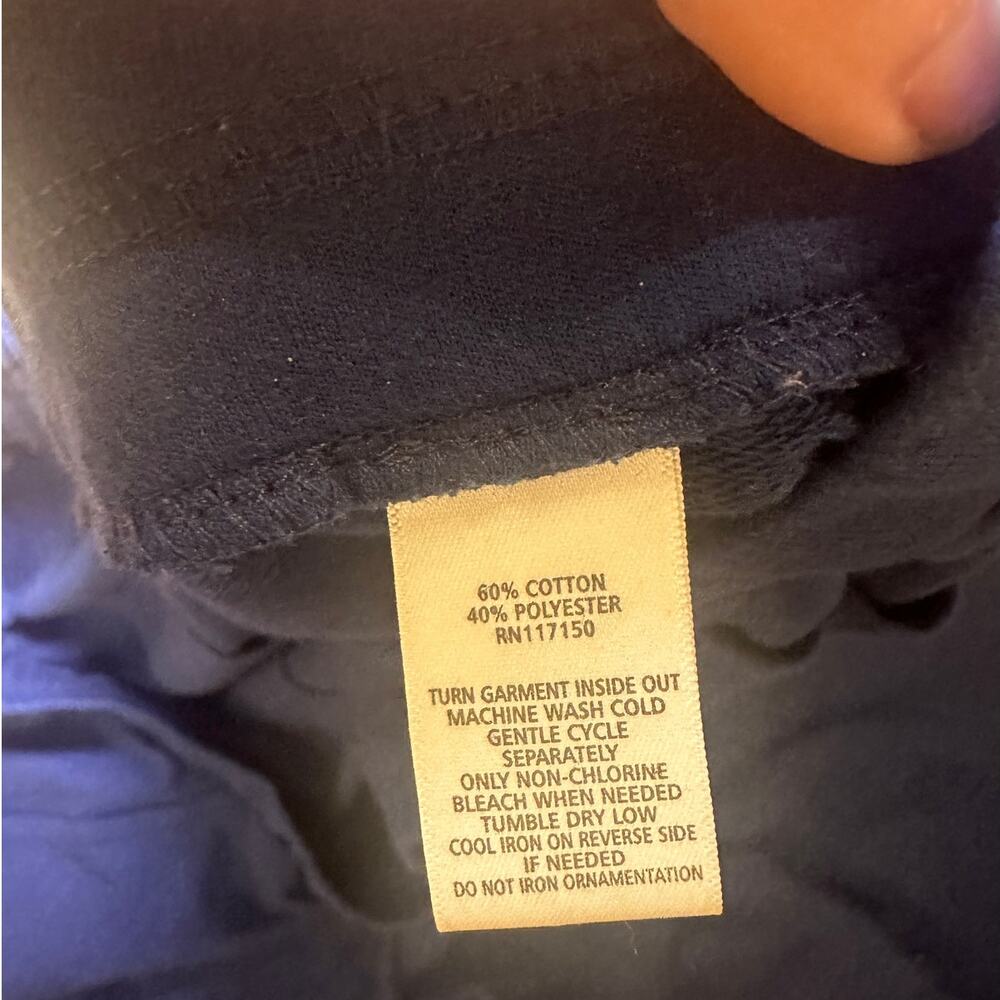 60% COTTON
40% POLYESTER
RN117150
TURN GARMENT INSIDE OUT
MACHINE WASH COLD
GENTLE CYCLE
SEPARATELY
ONLY NON-CHLORINE
BLEACH WHEN NEEDED
TUMBLE DRY LOW
COOL IRON ON REVERSE SIDE
IF NEEDED
DO NOT IRON ORNAMENTATION